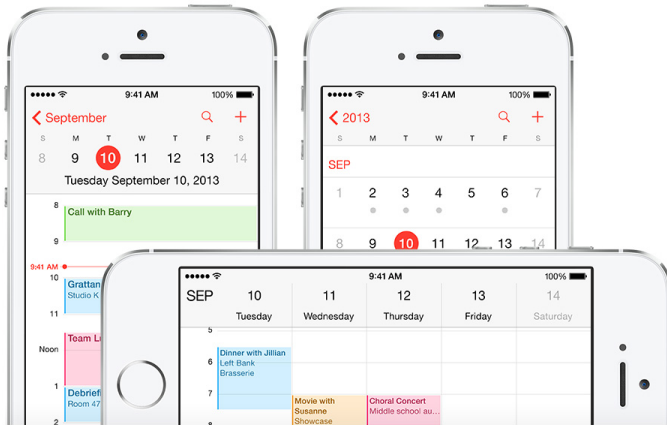 9:41 AM 100%
September
S M T W T F S
8 9 10 11 12 13 14
Tuesday September 10, 2013
8
Call with Barry
9
9:41 AM
10
Grattan
Studio K
11
Team
Noon
1
Room 47
2
9:41 AM 100%
2013
S M T W T F S
SEP
1 2 3 4 5 6 7
8 9 10 11 12 13 14
9:41 AM 100%
SEP 10 11 12 13 14
Tuesday Wednesday Thursday Friday Saturday
5
Dinner with Jillian
6 Left Bank
Brasserie
7
Movie with Choral Concert
Susanne Middle school au...
Showcase